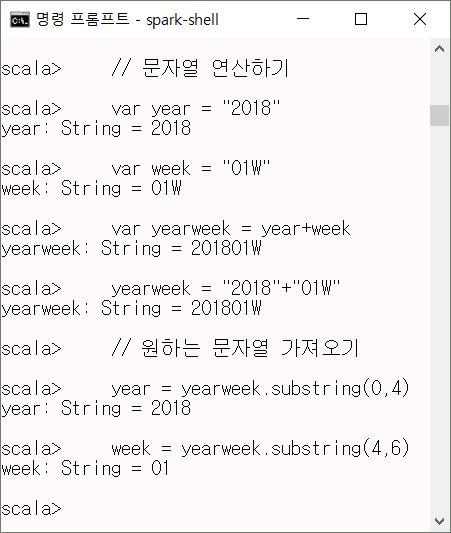 명령 프롬프트 - spark-shell
scala>     // 문자열 연산하기
scala>     var year = "2018"
year: String = 2018
scala>     var week = "01W"
week: String = 01W
scala>     var yearweek = year+week
yearweek: String = 201801W
scala>     yearweek = "2018"+"01W"
yearweek: String = 201801W
scala>     // 원하는 문자열 가져오기
scala>     year = yearweek.substring(0,4)
year: String = 2018
scala>     week = yearweek.substring(4,6)
week: String = 01
scala>